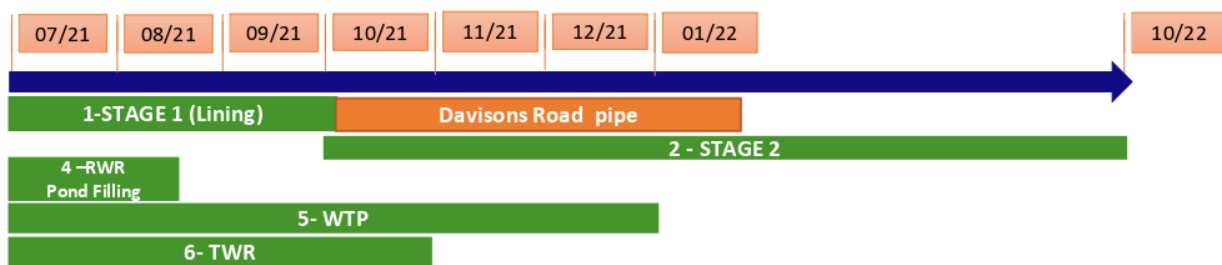 07/21 08/21 09/21 10/21 11/21 12/21 01/22 10/22
1-STAGE 1 (Lining) Davisons Road pipe
2 - STAGE 2
4 –RWR
Pond Filling
5- WTP
6- TWR